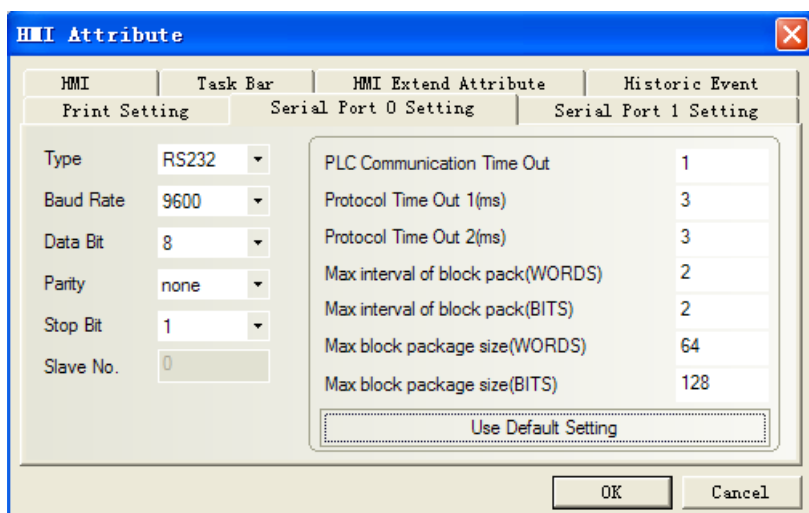 HMI Attribute
HMI Task Bar HMI Extend Attribute Historic Event
Print Setting Serial Port 0 Setting Serial Port 1 Setting
Type RS232
Baud Rate 9600
Data Bit 8
Parity none
Stop Bit 1
Slave No. 0
PLC Communication Time Out 1
Protocol Time Out 1(ms) 3
Protocol Time Out 2(ms) 3
Max interval of block pack(WORDS) 2
Max interval of block pack(BITS) 2
Max block package size(WORDS) 64
Max block package size(BITS) 128
Use Default Setting
OK Cancel